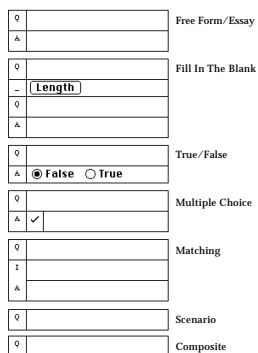 Q Free Form/Essay
A
Q Fill In The Blank
_ Length
Q
A
Q True/False
A False True
Q Multiple Choice
A
Q Matching
I
A
Q Scenario
Q Composite